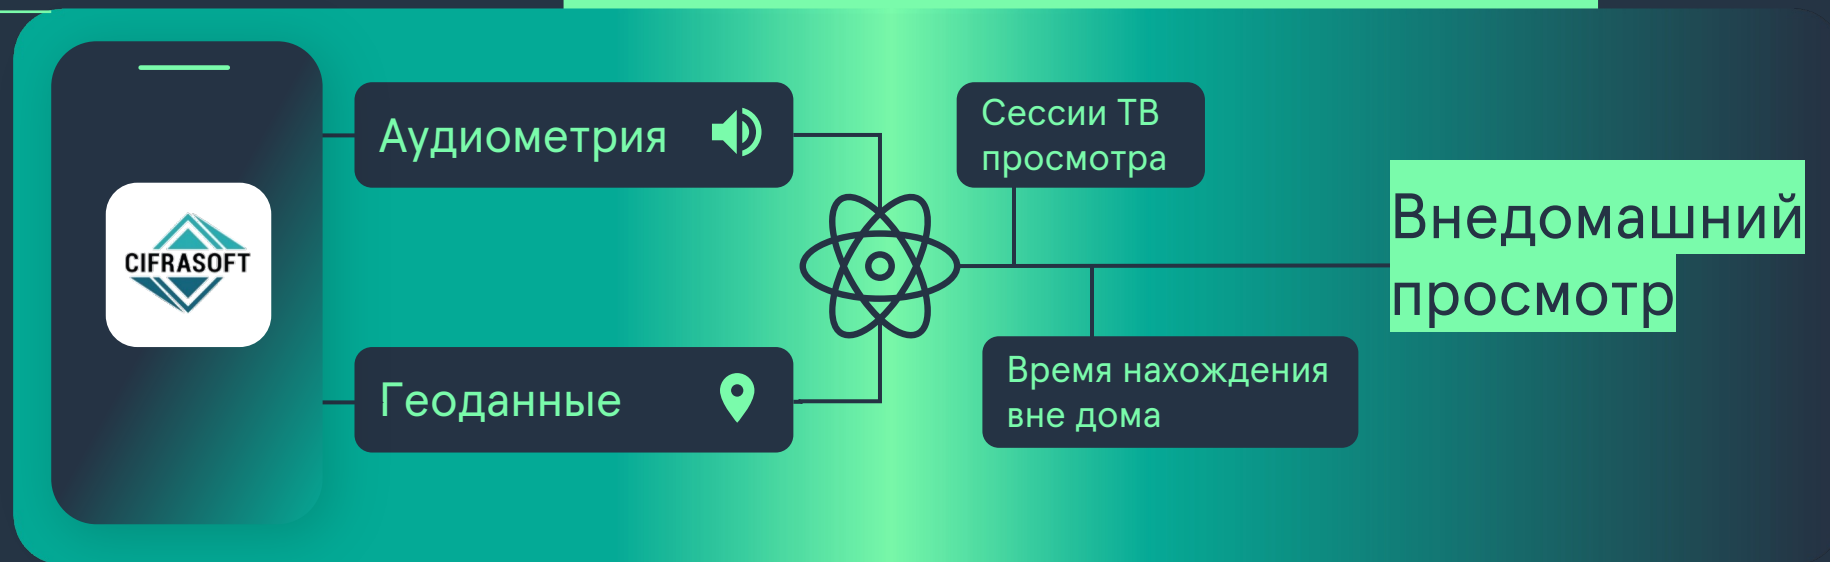 CIFRASOFT
Аудиометрия
Геоданные
Сессии ТВ
просмотра
Время нахождения
вне дома
Внедомашний
просмотр